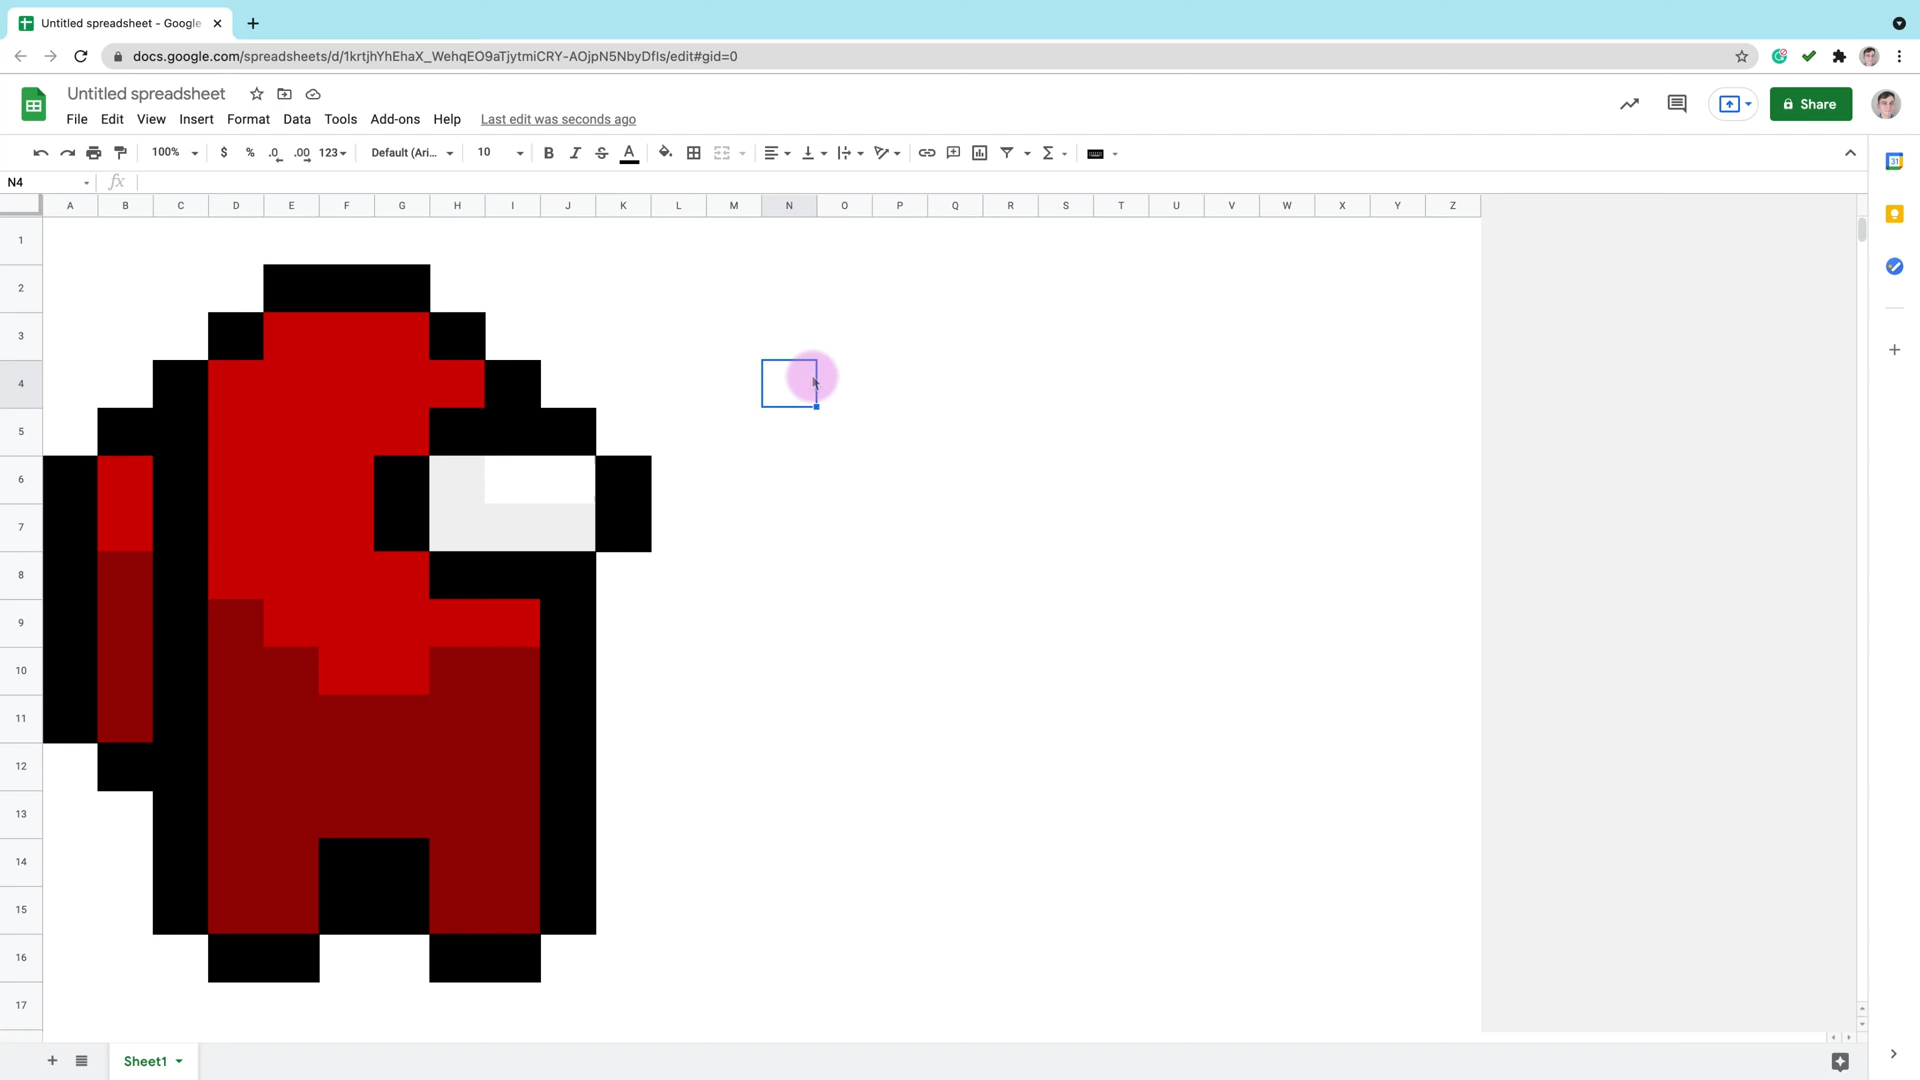 Untitled spreadsheet - Google
docs.google.com/spreadsheets/d/1krtjhYhEhaX_WehqEO9aTjytmiCRY-AOjpN5NbyDfIs/edit#gid=0
Untitled spreadsheet
File Edit View Insert Format Data Tools Add-ons Help Last edit was seconds ago
Share
100% $ % .0 .00 123 Default (Ari... 10 B I S A Σ
31
N4 fx
A B C D E F G H I J K L M N O P Q R S T U V W X Y Z
1
2
3
4
5
6
7
8
9
10
11
12
13
14
15
16
17
Sheet1